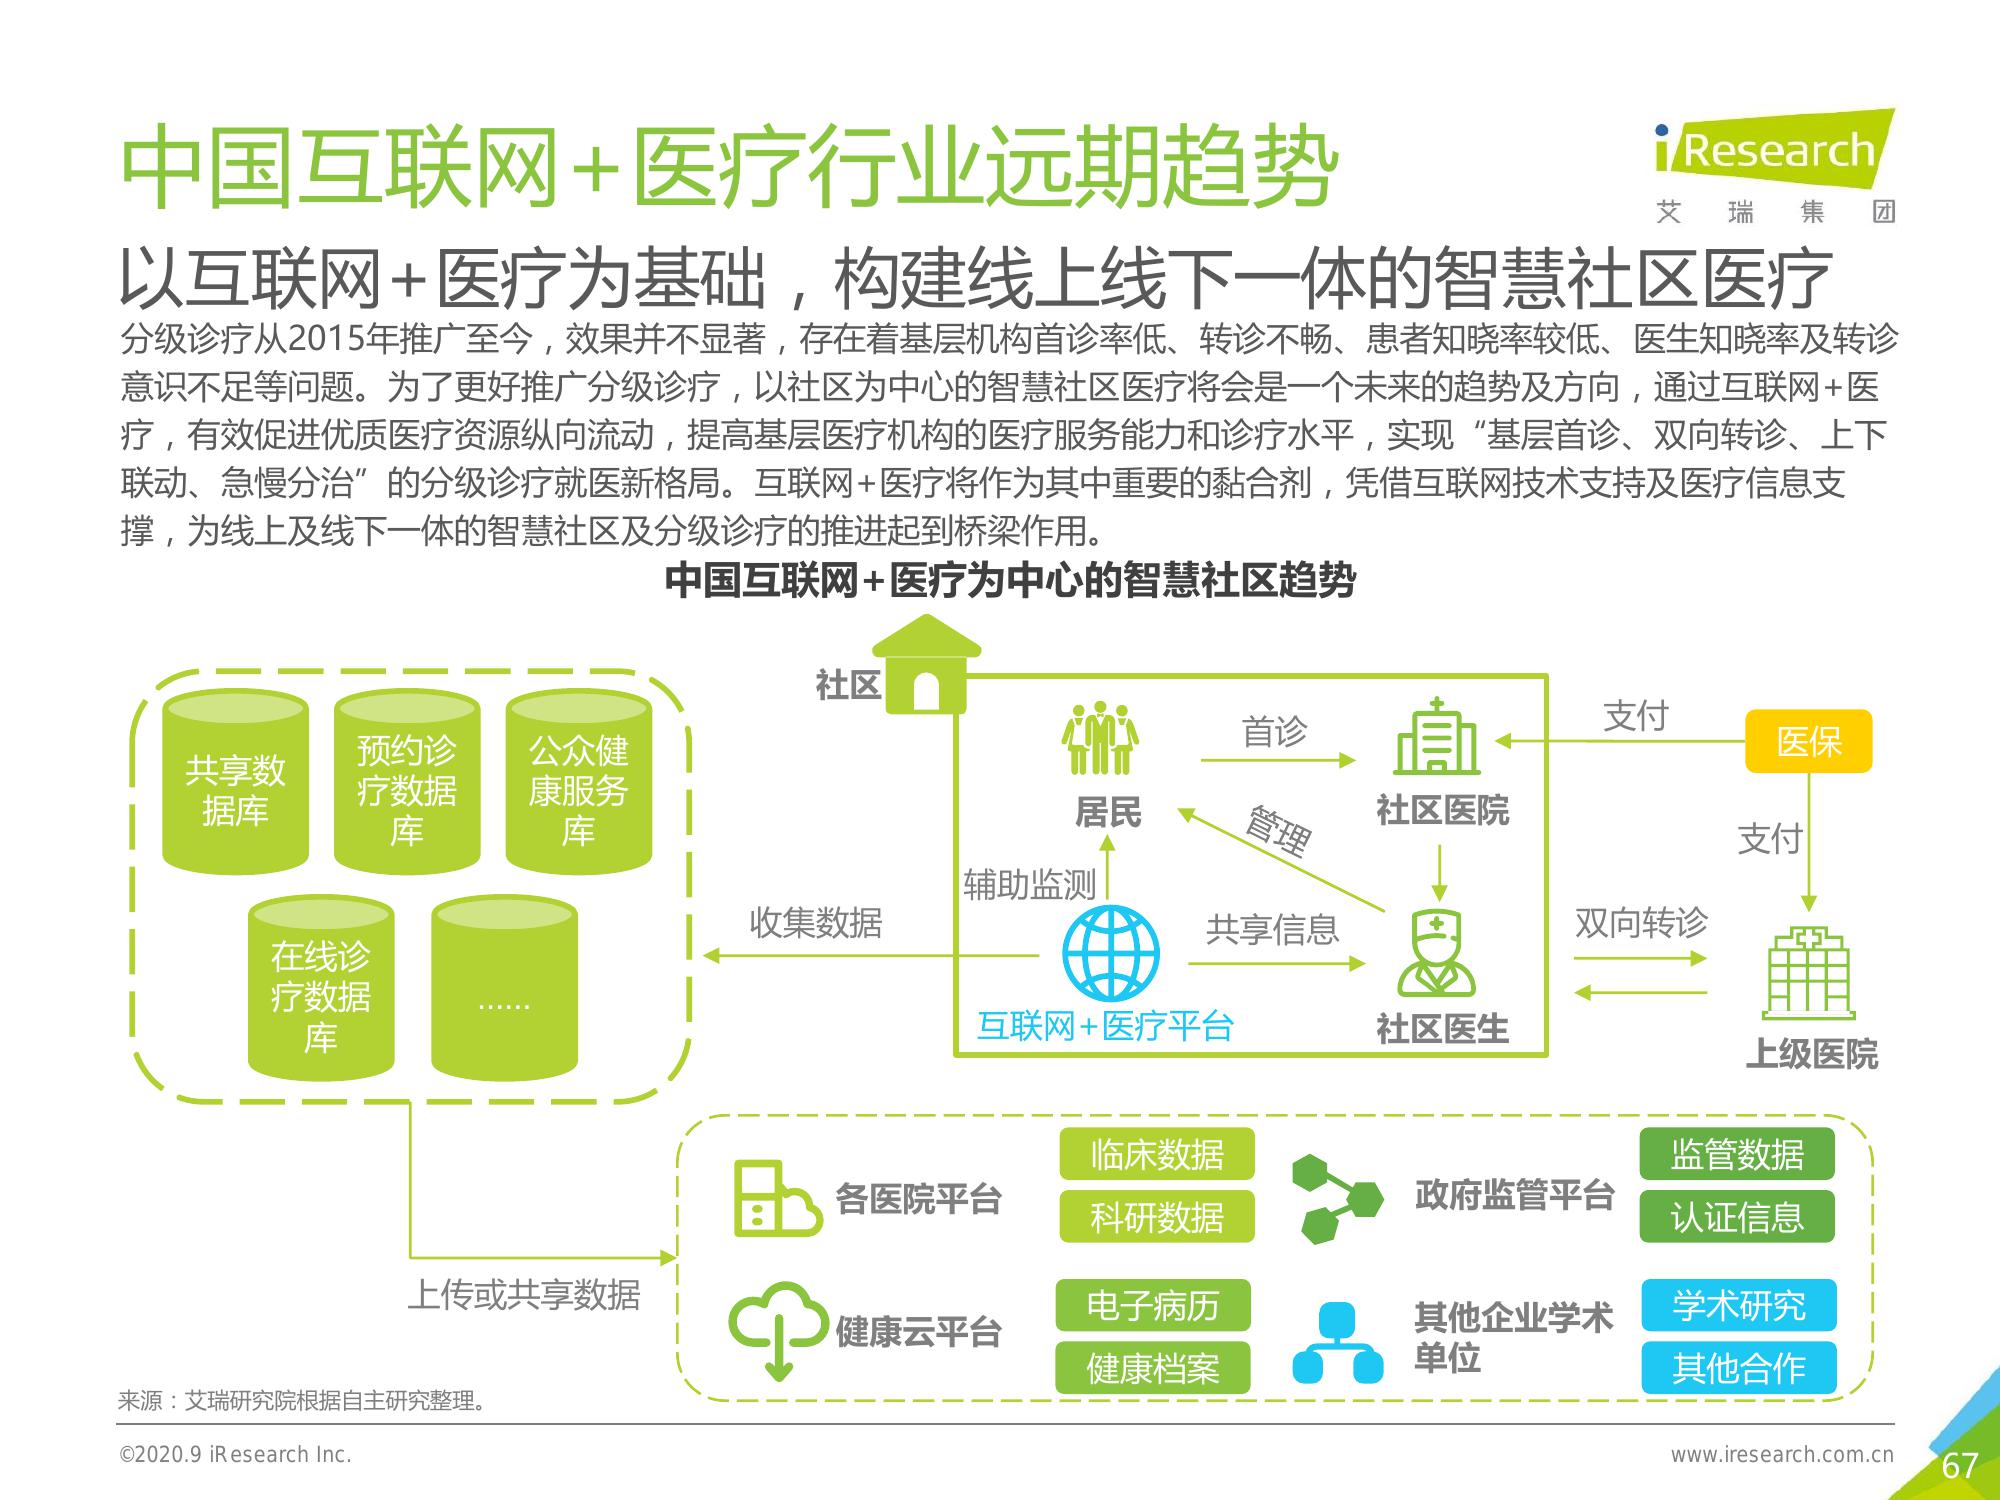 中国互联网+医疗行业远期趋势
iResearch
艾瑞集团
以互联网+医疗为基础，构建线上线下一体的智慧社区医疗
分级诊疗从2015年推广至今，效果并不显著，存在着基层机构首诊率低、转诊不畅、患者知晓率较低、医生知晓率及转诊
意识不足等问题。为了更好推广分级诊疗，以社区为中心的智慧社区医疗将会是一个未来的趋势及方向，通过互联网+医
疗，有效促进优质医疗资源纵向流动，提高基层医疗机构的医疗服务能力和诊疗水平，实现“基层首诊、双向转诊、上下
联动、急慢分治”的分级诊疗就医新格局。互联网+医疗将作为其中重要的黏合剂，凭借互联网技术支持及医疗信息支
撑，为线上及线下一体的智慧社区及分级诊疗的推进起到桥梁作用。
中国互联网+医疗为中心的智慧社区趋势
共享数
据库
预约诊
疗数据
库
公众健
康服务
库
在线诊
疗数据
库
......
收集数据
社区
居民
首诊
社区医院
管理
辅助监测
共享信息
互联网+医疗平台
社区医生
支付
医保
支付
双向转诊
上级医院
上传或共享数据
各医院平台
临床数据
科研数据
政府监管平台
监管数据
认证信息
健康云平台
电子病历
健康档案
其他企业学术
单位
学术研究
其他合作
来源：艾瑞研究院根据自主研究整理。
©2020.9 iResearch Inc.
www.iresearch.com.cn
67